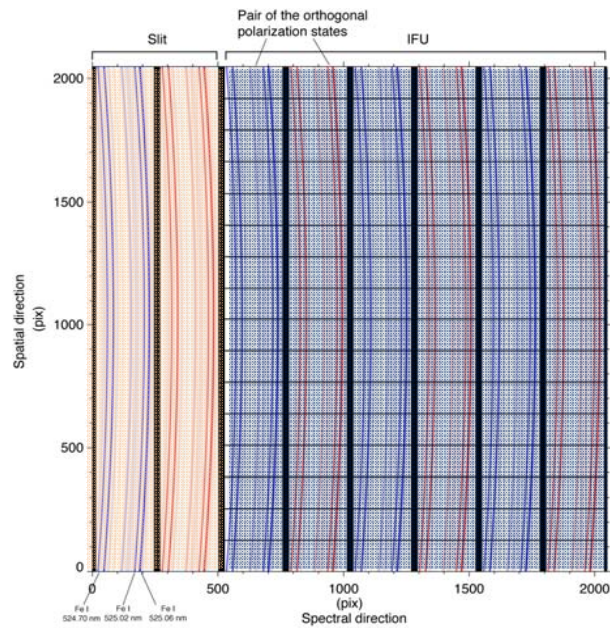 Pair of the orthogonal
polarization states
Slit
IFU
2000
1500
1000
500
0
Spatial direction
(pix)
0
500
1000
1500
2000
(pix)
Spectral direction
Fe I
524.70 nm
Fe I
525.02 nm
Fe I
525.06 nm